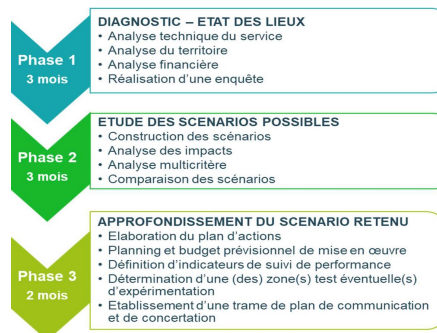 DIAGNOSTIC – ETAT DES LIEUX
• Analyse technique du service
• Analyse du territoire
• Analyse financière
• Réalisation d'une enquête
Phase 1
3 mois
ETUDE DES SCENARIOS POSSIBLES
• Construction des scénarios
• Analyse des impacts
• Analyse multicritère
• Comparaison des scénarios
Phase 2
3 mois
APPROFONDISSEMENT DU SCENARIO RETENU
• Elaboration du plan d'actions
• Planning et budget prévisionnel de mise en œuvre
• Définition d'indicateurs de suivi de performance
• Détermination d'une (des) zone(s) test éventuelle(s)
d'expérimentation
• Etablissement d'une trame de plan de communication
et de concertation
Phase 3
2 mois